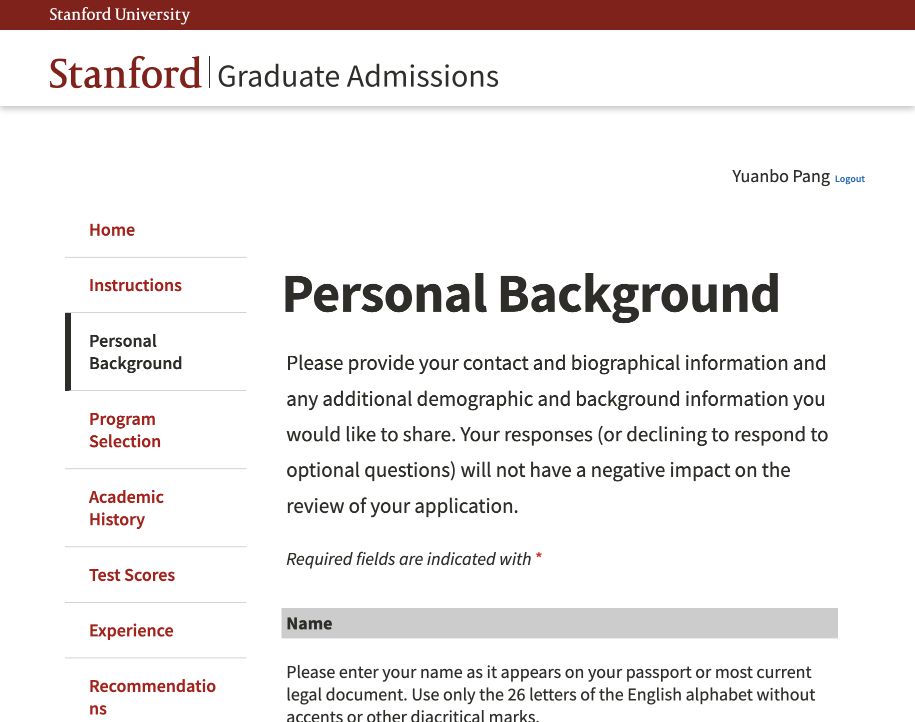 Stanford University
Stanford | Graduate Admissions
Yuanbo Pang Logout
Home
Instructions
Personal
Background
Program
Selection
Academic
History
Test Scores
Experience
Recommendatio
ns
Personal Background
Please provide your contact and biographical information and
any additional demographic and background information you
would like to share. Your responses (or declining to respond to
optional questions) will not have a negative impact on the
review of your application.
Required fields are indicated with *
Name
Please enter your name as it appears on your passport or most current
legal document. Use only the 26 letters of the English alphabet without
accents or other diacritical marks.